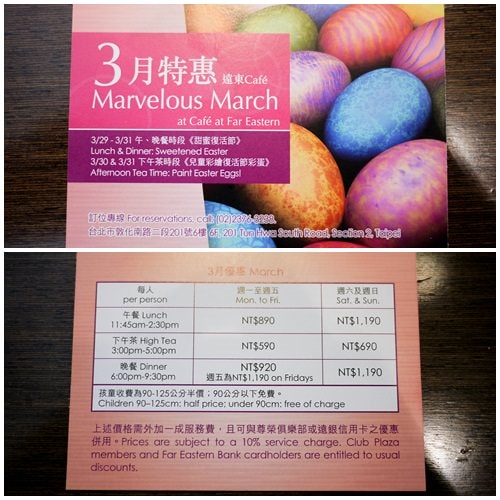 3月特惠 遠東Café
Marvelous March
at Café at Far Eastern
3/29 - 3/31 午、晚餐時段《甜蜜復活節》
Lunch & Dinner: Sweetened Easter
3/30 & 3/31 下午茶時段《兒童彩繪復活節彩蛋》
Afternoon Tea Time: Paint Easter Eggs!
訂位專線 For reservations, call: (02)2376-
台北市敦化南路二段201號6樓 6F, 201 Tun Hwa South Road, Section 2, Taipei
3月優惠 March
每人 週一至週五 週六及週日
per person Mon. to Fri. Sat. & Sun.
午餐 Lunch
11:45am-2:30pm NT$890 NT$1,190
下午茶 High Tea
3:00pm-5:00pm NT$590 NT$690
晚餐 Dinner NT$920
6:00pm-9:30pm 週五為NT$1,190 on Fridays NT$1,190
孩童收費為90-125公分半價；90公分以下免費。
Children 90–125cm: half price; under 90cm: free of charge
上述價格需外加一成服務費，且可與尊榮俱樂部或遠銀信用卡之優惠
併用。Prices are subject to a 10% service charge. Club Plaza
members and Far Eastern Bank cardholders are entitled to usual
discounts.